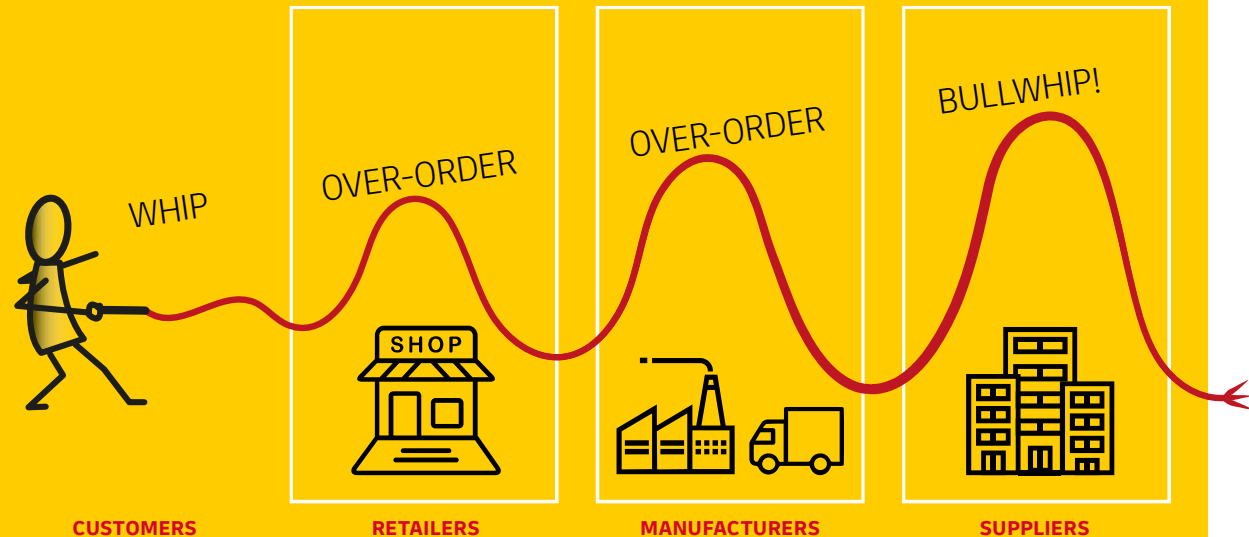 WHIP
OVER-ORDER
OVER-ORDER
BULLWHIP!
SHOP
CUSTOMERS
RETAILERS
MANUFACTURERS
SUPPLIERS